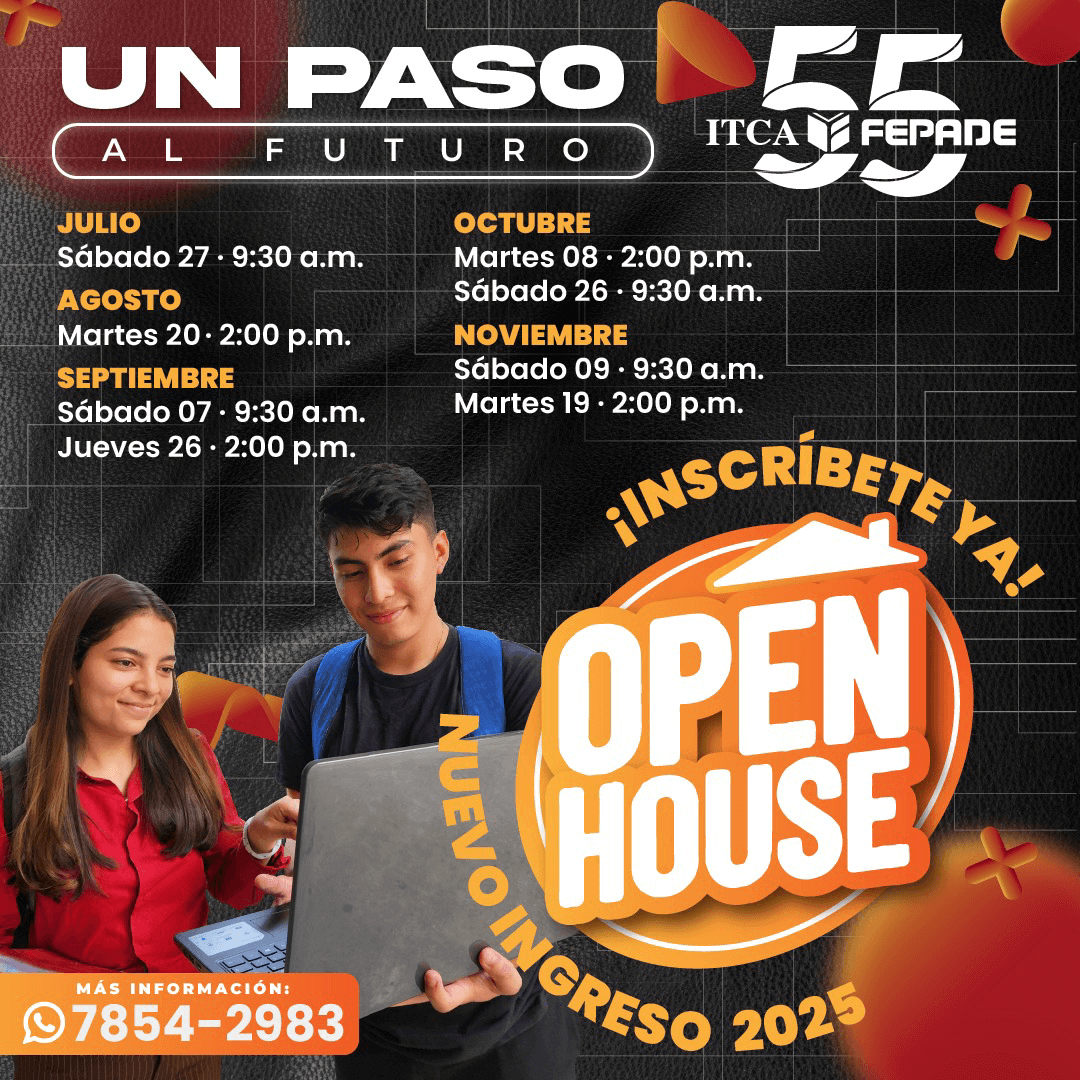 UN PASO
AL FUTURO
55
ITCA FEPADE
JULIO
Sábado 27 · 9:30 a.m.
AGOSTO
Martes 20 · 2:00 p.m.
SEPTIEMBRE
Sábado 07 · 9:30 a.m.
Jueves 26 · 2:00 p.m.
OCTUBRE
Martes 08 · 2:00 p.m.
Sábado 26 · 9:30 a.m.
NOVIEMBRE
Sábado 09 · 9:30 a.m.
Martes 19 · 2:00 p.m.
¡INSCRÍBETE YA!
OPEN
HOUSE
NUEVO INGRESO 2025
MÁS INFORMACIÓN:
7854-2983